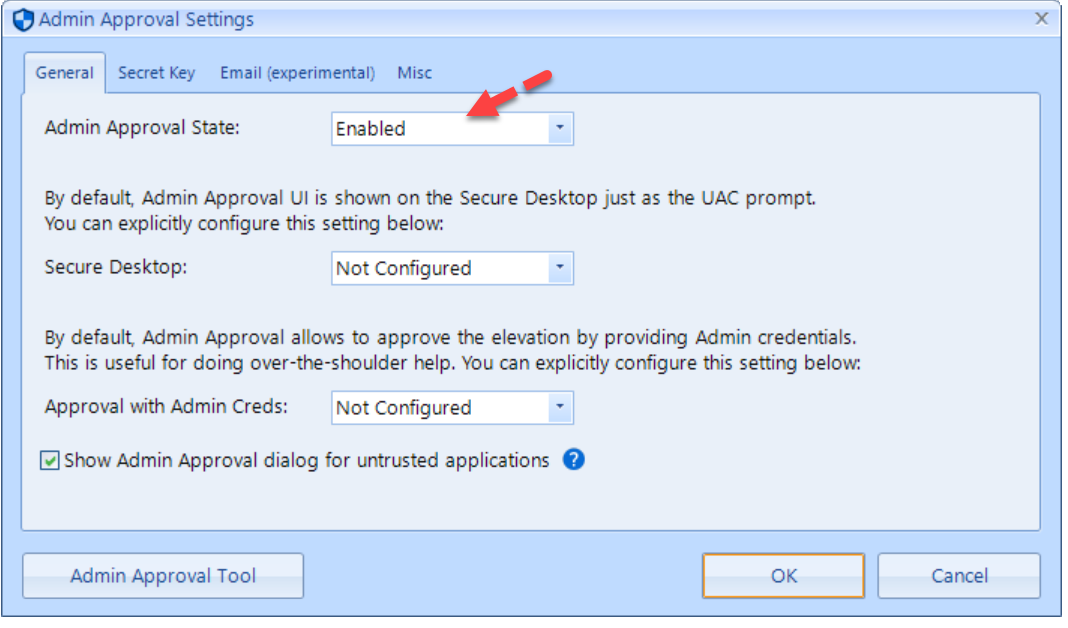 Admin Approval Settings
General Secret Key Email (experimental) Misc
Admin Approval State: Enabled
By default, Admin Approval UI is shown on the Secure Desktop just as the UAC prompt.
You can explicitly configure this setting below:
Secure Desktop: Not Configured
By default, Admin Approval allows to approve the elevation by providing Admin credentials.
This is useful for doing over-the-shoulder help. You can explicitly configure this setting below:
Approval with Admin Creds: Not Configured
Show Admin Approval dialog for untrusted applications ?
Admin Approval Tool OK Cancel